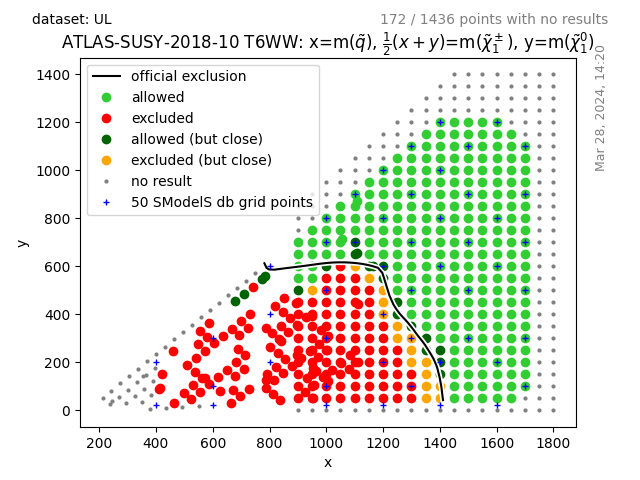 dataset: UL
172 / 1436 points with no results
ATLAS-SUSY-2018-10 T6WW: x=m(q̃), ½(x + y)=m(χ̃₁±), y=m(χ̃₁⁰)
Mar 28, 2024, 14:20
official exclusion
allowed
excluded
allowed (but close)
excluded (but close)
no result
50 SModelS db grid points
y
1400
1200
1000
800
600
400
200
0
200 400 600 800 1000 1200 1400 1600 1800
x